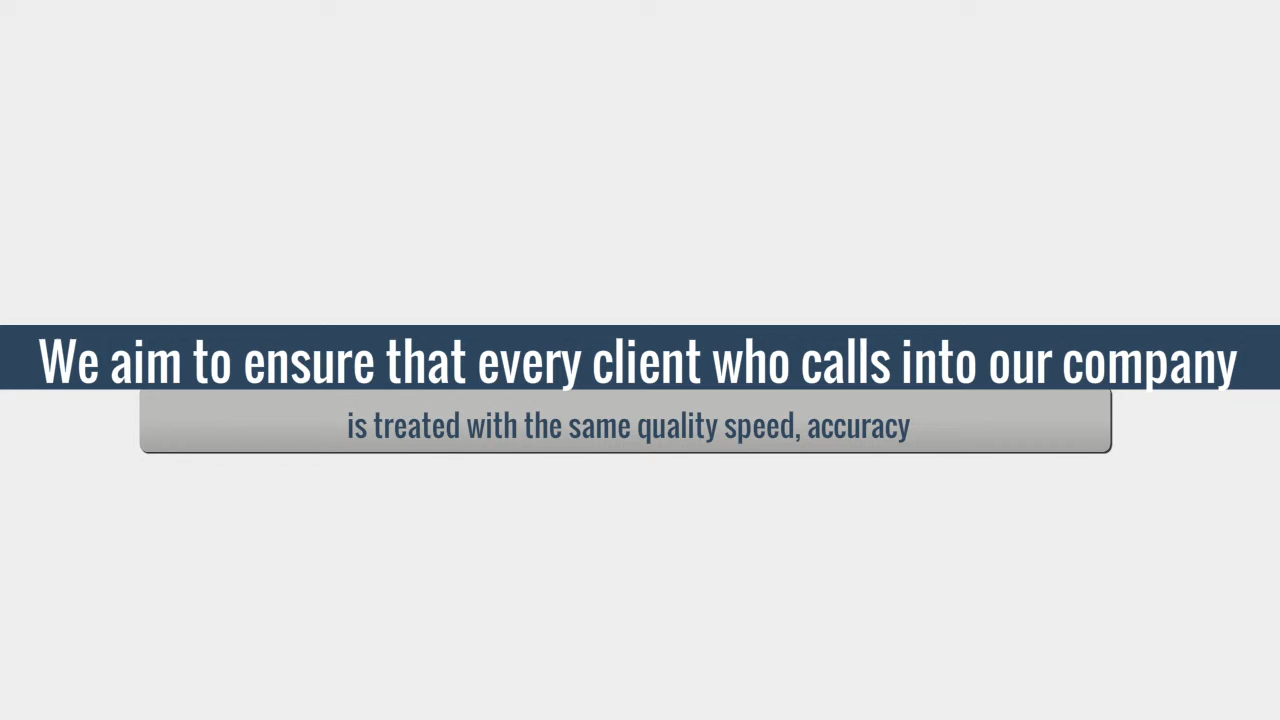 We aim to ensure that every client who calls into our company
is treated with the same quality speed, accuracy